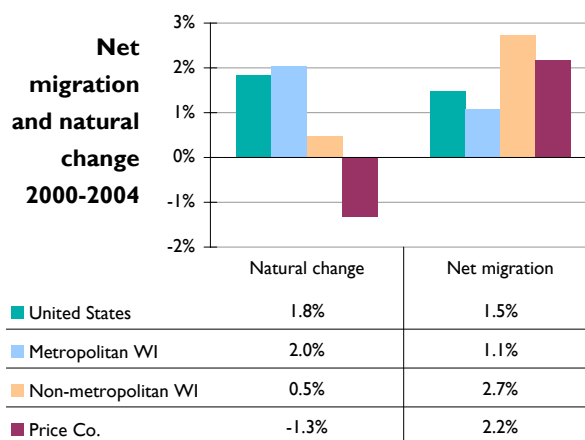 Net
migration
and natural
change
2000-2004
3%
2%
1%
0%
-1%
-2%
Natural change Net migration
United States 1.8% 1.5%
Metropolitan WI 2.0% 1.1%
Non-metropolitan WI 0.5% 2.7%
Price Co. -1.3% 2.2%